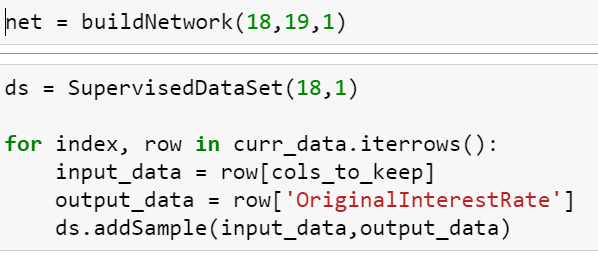 net = buildNetwork(18,19,1)
ds = SupervisedDataSet(18,1)
for index, row in curr_data.iterrows():
    input_data = row[cols_to_keep]
    output_data = row['OriginalInterestRate']
    ds.addSample(input_data,output_data)